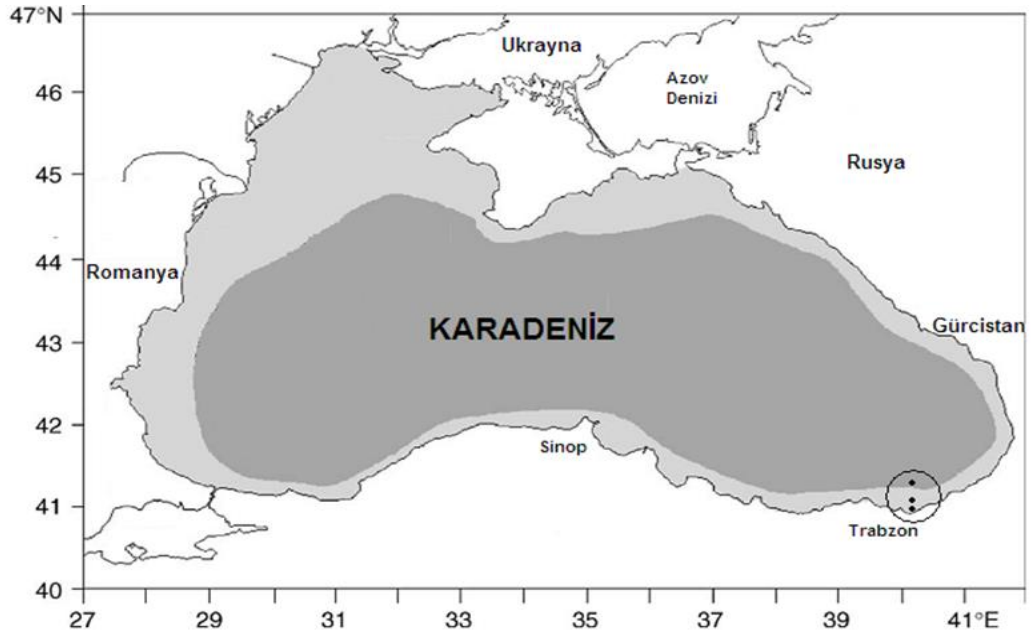 47°N
Ukrayna
Azov
Denizi
46
Rusya
45
44
Romanya
KARADENİZ
Gürcistan
43
42
Sinop
41
Trabzon
40
27
29
31
33
35
37
39
41°E